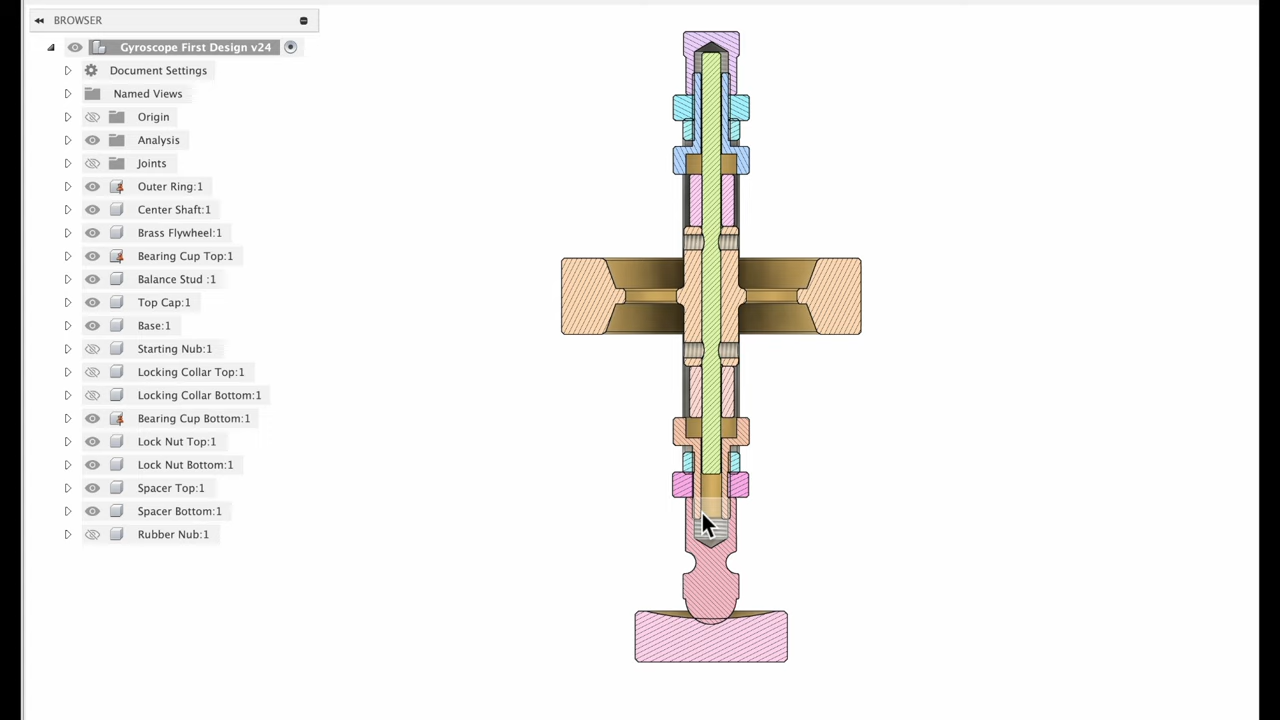 BROWSER
Gyroscope First Design v24
Document Settings
Named Views
Origin
Analysis
Joints
Outer Ring:1
Center Shaft:1
Brass Flywheel:1
Bearing Cup Top:1
Balance Stud :1
Top Cap:1
Base:1
Starting Nub:1
Locking Collar Top:1
Locking Collar Bottom:1
Bearing Cup Bottom:1
Lock Nut Top:1
Lock Nut Bottom:1
Spacer Top:1
Spacer Bottom:1
Rubber Nub:1